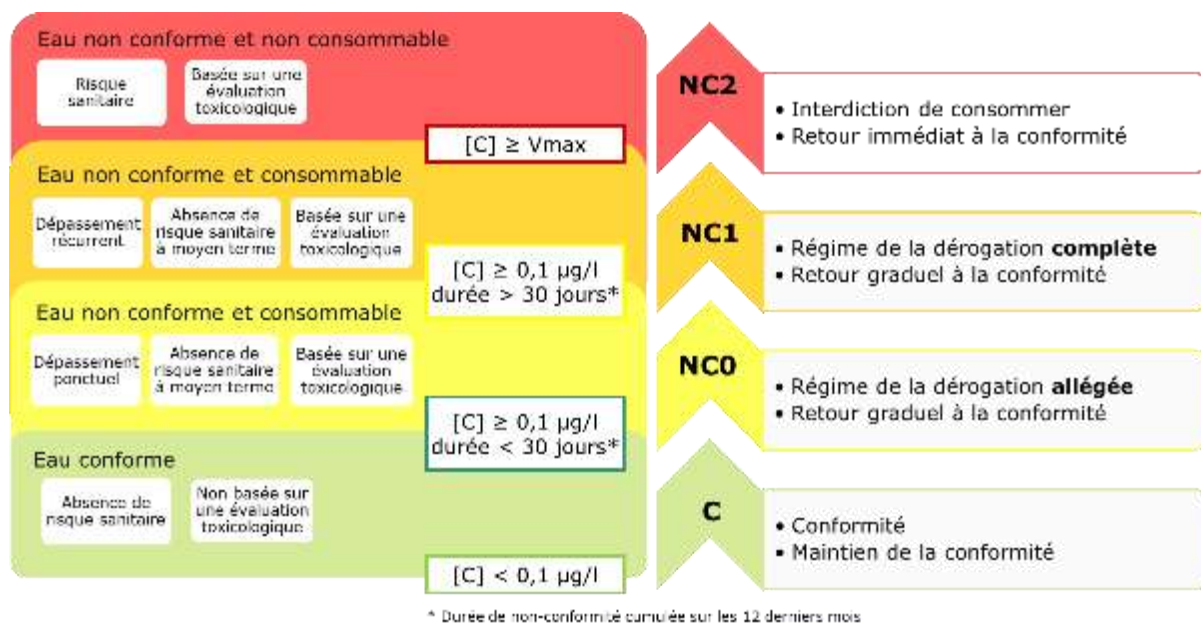 Eau non conforme et non consommable
Risque
sanitaire
Basée sur une
évaluation
toxicologique
[C] ≥ Vmax
NC2
• Interdiction de consommer
• Retour immédiat à la conformité
Eau non conforme et consommable
Dépassement
récurrent
Absence de
risque sanitaire
à moyen terme
Basée sur une
évaluation
toxicologique
[C] ≥ 0,1 µg/l
durée > 30 jours*
NC1
• Régime de la dérogation complète
• Retour graduel à la conformité
Eau non conforme et consommable
Dépassement
ponctuel
Absence de
risque sanitaire
à moyen terme
Basée sur une
évaluation
toxicologique
[C] ≥ 0,1 µg/l
durée < 30 jours*
NC0
• Régime de la dérogation allégée
• Retour graduel à la conformité
Eau conforme
Absence de
risque sanitaire
Non basée sur
une évaluation
toxicologique
[C] < 0,1 µg/l
C
• Conformité
• Maintien de la conformité
* Durée de non-conformité cumulée sur les 12 derniers mois